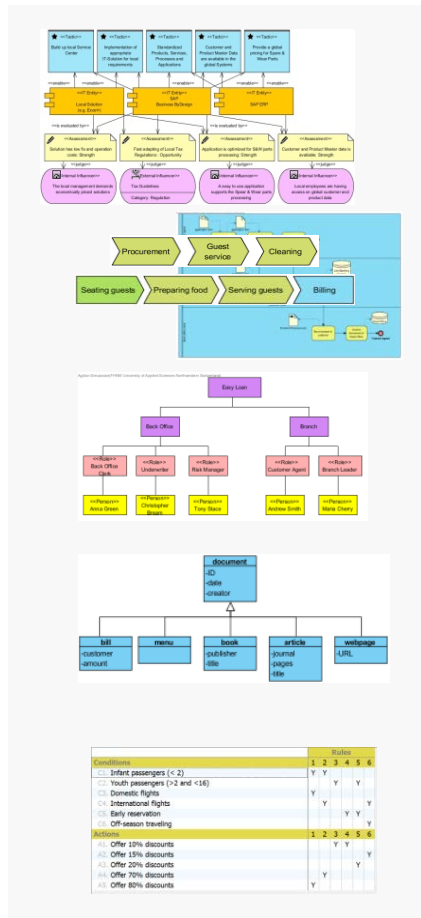 <<Tactic>> <<Tactic>> <<Tactic>> <<Tactic>> <<Tactic>>
Build up local Service Center
Implementation of appropriate IT-Solution for local requirements
Standardized Products, Services, Processes and Applications
Customer and Product Master Data are available in the global Systems
Provide a global pricing for Spare & Wear Parts
<<IT Entity>>
Local Solution
<<IT Entity>>
SAP
Business ByDesign
<<IT Entity>>
SAP ERP
<<is evaluated by>> <<is evaluated by>>
<<Assessment>> <<Assessment>> <<Assessment>> <<Assessment>>
Solution has low fix and operation costs: Strength
Fast adapting of Local Tax Regulations : Opportunity
Application is optimized for S&W parts processing: Strength
Customer and Product Master data is available: Strength
<<judge>> <<judge>> <<judge>> <<judge>>
Internal Influencer
The local management demands economically priced solutions
External Influencer
Tax Guidelines
Category: Regulation
Internal Influencer
A easy to use application supports the Spare & Wear parts processing
Internal Influencer
Local employees are having access on global customer and product data
Procurement
Guest service
Cleaning
Seating guests
Preparing food
Serving guests
Billing
Easy Loan
Back Office
Branch
<<Role>> Back Office Clerk
<<Role>> Underwriter
<<Role>> Risk Manager
<<Role>> Customer Agent
<<Role>> Branch Leader
<<Person>> Anna Green
<<Person>> Christopher
<<Person>> Tony Staco
<<Person>> Andrew Smith
<<Person>> Maria Cherry
document
-ID
-date
-creator
bill
-customer
-amount
menu
book
-publisher
-title
article
-journal
-pages
-title
webpage
-URL
Rules
Conditions 1 2 3 4 5 6
C1. Infant passengers (< 2) Y Y
C2. Youth passengers (>2 and <16) Y Y
C3. Domestic flights Y
C4. International flights Y Y
C5. Early reservation Y Y
C6. Off-season traveling Y
Actions 1 2 3 4 5 6
A1. Offer 10% discounts Y Y
A2. Offer 15% discounts Y
A3. Offer 20% discounts Y
A4. Offer 70% discounts Y
A5. Offer 80% discounts Y